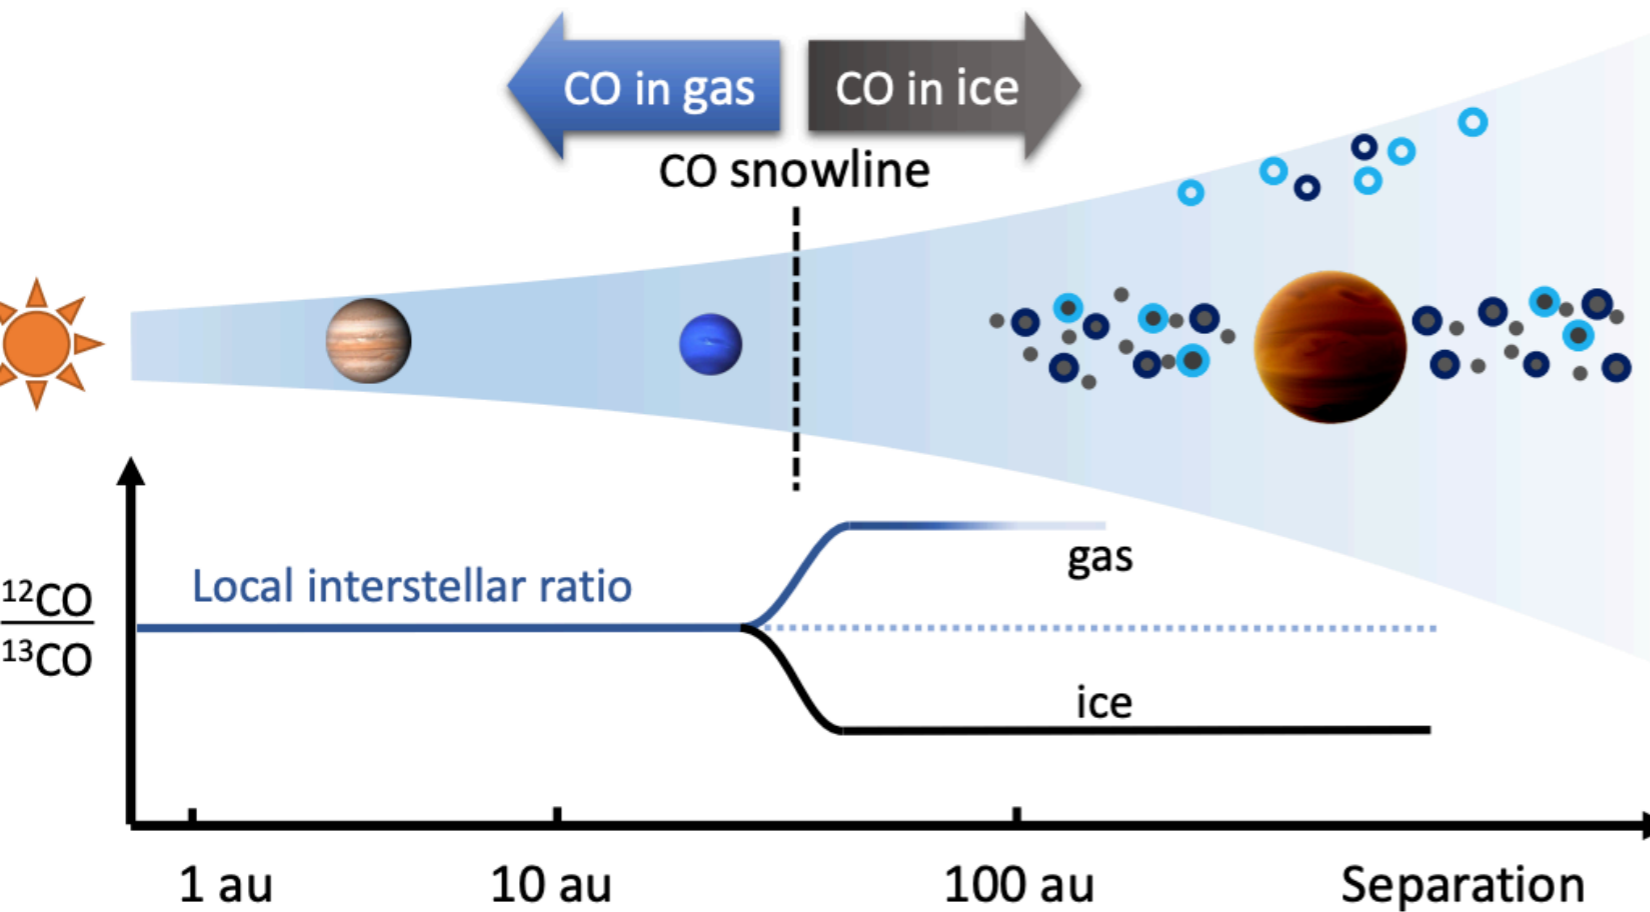 CO in gas
CO in ice
CO snowline
gas
Local interstellar ratio
¹²CO
¹³CO
ice
1 au
10 au
100 au
Separation